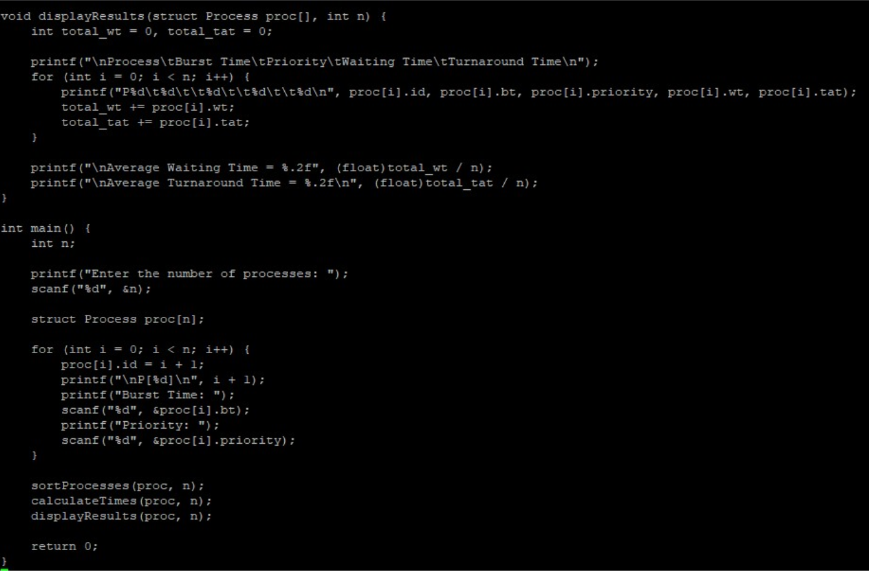 void displayResults(struct Process proc[], int n) {
    int total_wt = 0, total_tat = 0;

    printf("\nProcess\tBurst Time\tPriority\tWaiting Time\tTurnaround Time\n");
    for (int i = 0; i < n; i++) {
        printf("P%d\t%d\t\t%d\t\t%d\t\t%d\n", proc[i].id, proc[i].bt, proc[i].priority, proc[i].wt, proc[i].tat);
        total_wt += proc[i].wt;
        total_tat += proc[i].tat;
    }

    printf("\nAverage Waiting Time = %.2f", (float)total_wt / n);
    printf("\nAverage Turnaround Time = %.2f\n", (float)total_tat / n);
}

int main() {
    int n;

    printf("Enter the number of processes: ");
    scanf("%d", &n);

    struct Process proc[n];

    for (int i = 0; i < n; i++) {
        proc[i].id = i + 1;
        printf("\nP[%d]\n", i + 1);
        printf("Burst Time: ");
        scanf("%d", &proc[i].bt);
        printf("Priority: ");
        scanf("%d", &proc[i].priority);
    }

    sortProcesses(proc, n);
    calculateTimes(proc, n);
    displayResults(proc, n);

    return 0;
}